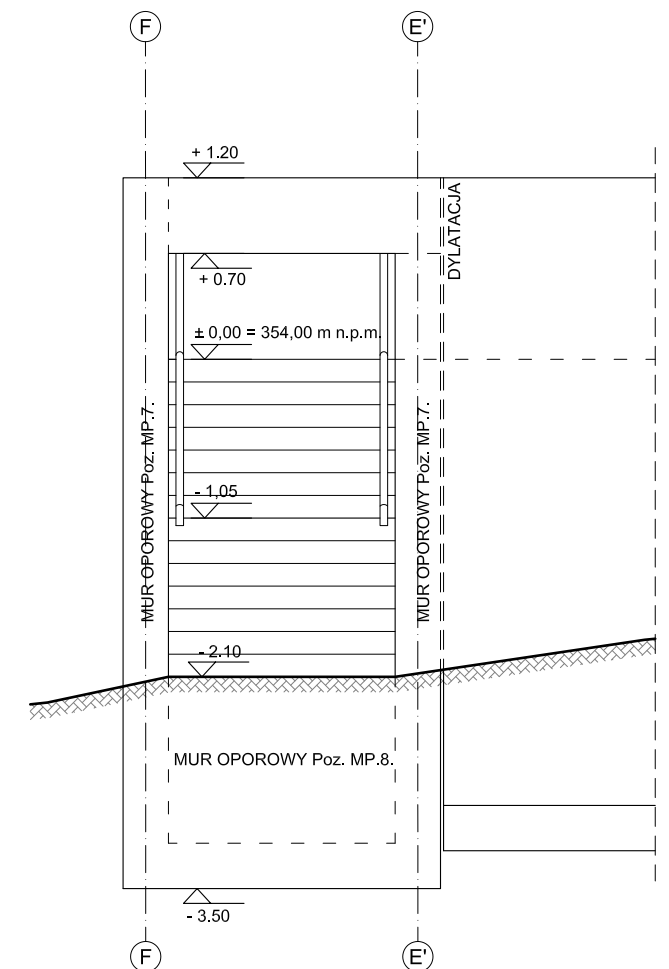 F E'
+ 1.20
DYLATACJA
+ 0.70
± 0,00 = 354,00 m n.p.m.
MUR OPOROWY Poz. MP.7.
MUR OPOROWY Poz. MP.7.
- 1,05
- 2.10
MUR OPOROWY Poz. MP.8.
- 3.50
F E'